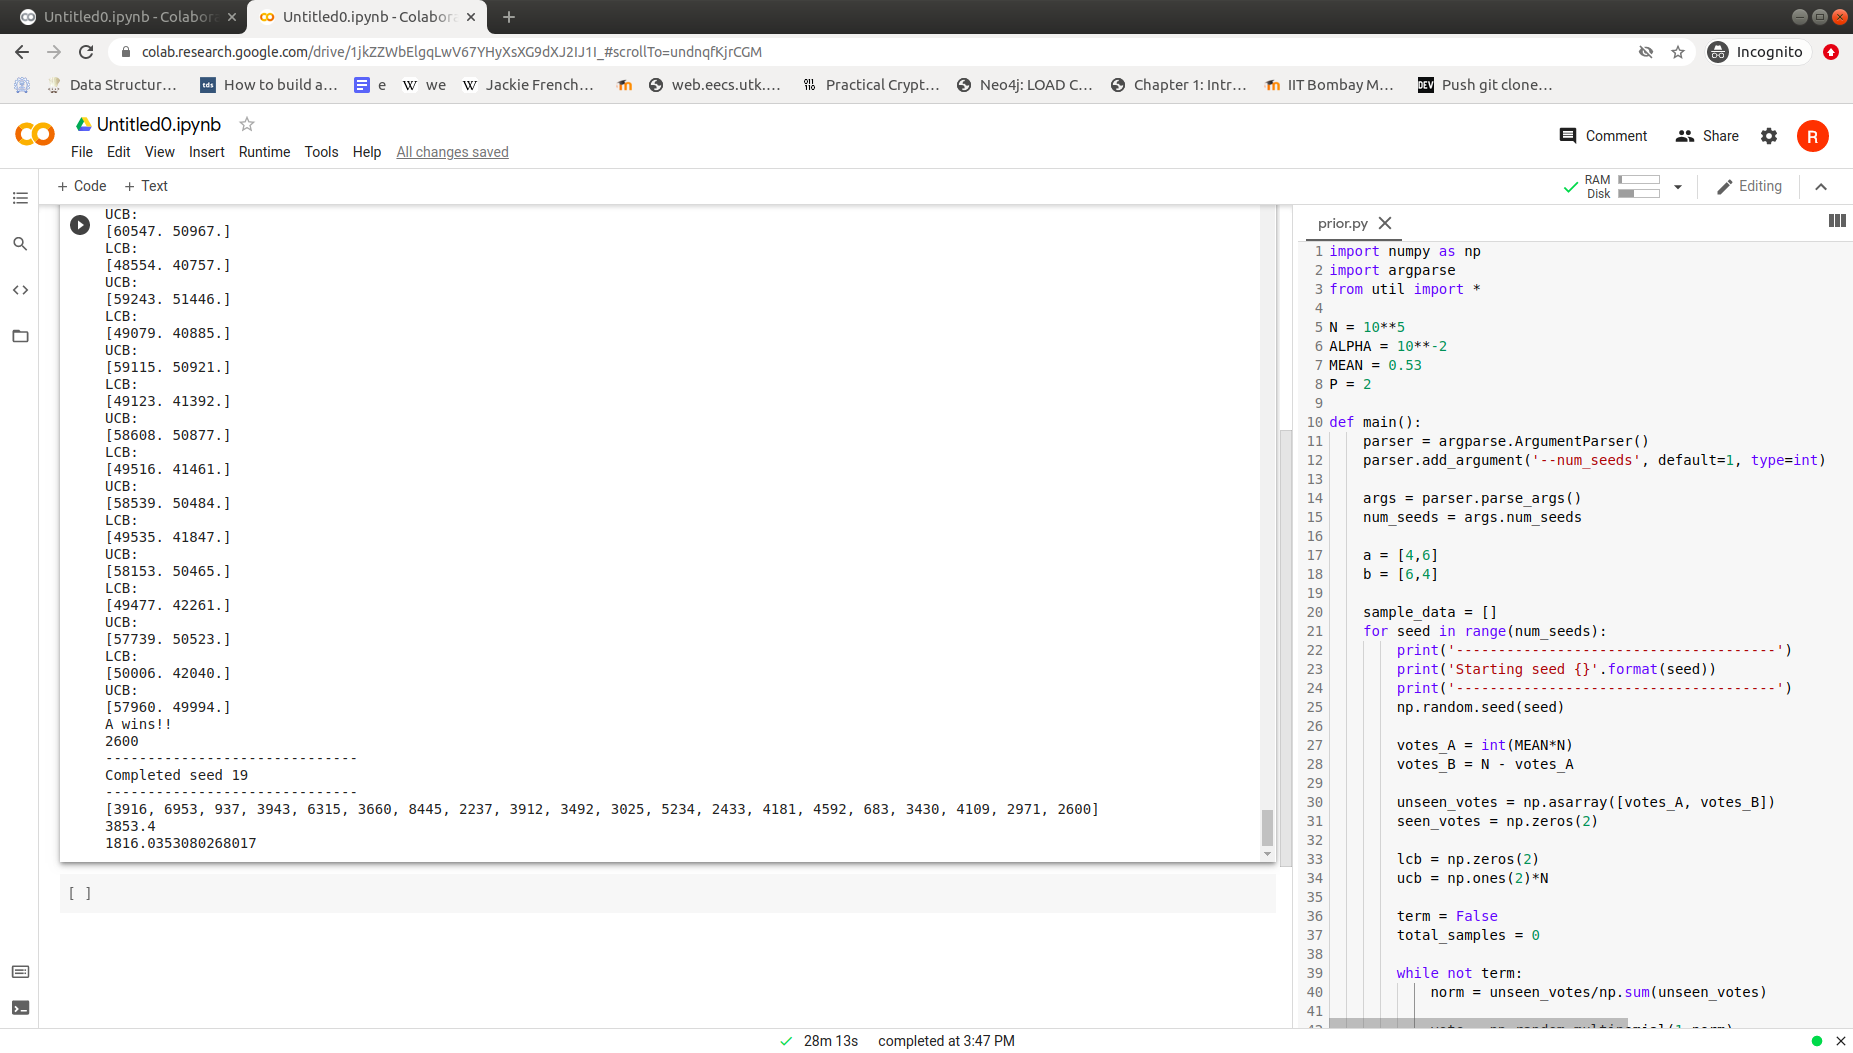 Untitled0.ipynb - Colabora
Untitled0.ipynb - Colabora
colab.research.google.com/drive/1jkZZWbElgqLwV67YHyXsXG9dXJ2IJ1I_#scrollTo=undnqfKjrCGM
Incognito
Data Structur...
tds How to build a...
e
W we
W Jackie French...
web.eecs.utk....
Practical Crypt...
Neo4j: LOAD C...
Chapter 1: Intr...
IIT Bombay M...
DEV Push git clone...
Untitled0.ipynb
Comment
Share
R
File Edit View Insert Runtime Tools Help All changes saved
+ Code + Text
RAM
Disk
Editing
UCB:
[60547. 50967.]
LCB:
[48554. 40757.]
UCB:
[59243. 51446.]
LCB:
[49079. 40885.]
UCB:
[59115. 50921.]
LCB:
[49123. 41392.]
UCB:
[58608. 50877.]
LCB:
[49516. 41461.]
UCB:
[58539. 50484.]
LCB:
[49535. 41847.]
UCB:
[58153. 50465.]
LCB:
[49477. 42261.]
UCB:
[57739. 50523.]
LCB:
[50006. 42040.]
UCB:
[57960. 49994.]
A wins!!
2600
------------------------------
Completed seed 19
------------------------------
[3916, 6953, 937, 3943, 6315, 3660, 8445, 2237, 3912, 3492, 3025, 5234, 2433, 4181, 4592, 683, 3430, 4109, 2971, 2600]
3853.4
1816.0353080268017
[ ]
prior.py
1 import numpy as np
2 import argparse
3 from util import *
4
5 N = 10**5
6 ALPHA = 10**-2
7 MEAN = 0.53
8 P = 2
9
10 def main():
11 parser = argparse.ArgumentParser()
12 parser.add_argument('--num_seeds', default=1, type=int)
13
14 args = parser.parse_args()
15 num_seeds = args.num_seeds
16
17 a = [4,6]
18 b = [6,4]
19
20 sample_data = []
21 for seed in range(num_seeds):
22 print('--------------------------------------')
23 print('Starting seed {}'.format(seed))
24 print('--------------------------------------')
25 np.random.seed(seed)
26
27 votes_A = int(MEAN*N)
28 votes_B = N - votes_A
29
30 unseen_votes = np.asarray([votes_A, votes_B])
31 seen_votes = np.zeros(2)
32
33 lcb = np.zeros(2)
34 ucb = np.ones(2)*N
35
36 term = False
37 total_samples = 0
38
39 while not term:
40 norm = unseen_votes/np.sum(unseen_votes)
41
28m 13s completed at 3:47 PM